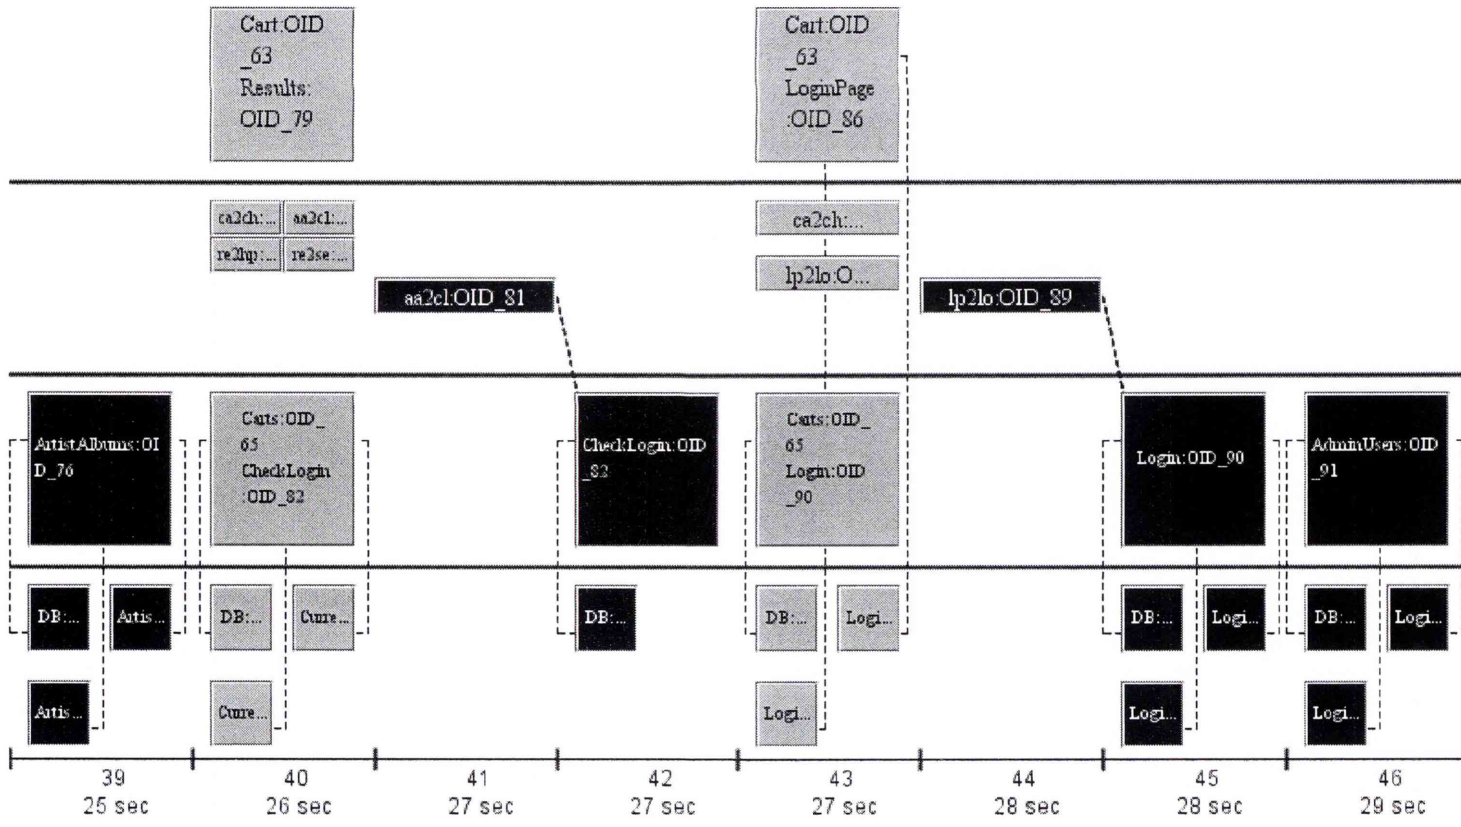 Cart:OID
_63
Results:
OID_79
Cart:OID
_63
LoginPage
:OID_86
ca2ch:...
aa2cl:...
re2hp:...
re2se:...
ca2ch:...
lp2lo:O...
aa2cl:OID_81
lp2lo:OID_89
ArtistAlbums:OI
D_76
Carts:OID_
65
CheckLogin
:OID_82
CheckLogin:OID
_82
Carts:OID_
65
Login:OID
_90
Login:OID_90
AdminUsers:OID
_91
DB:...
Artis...
DB:...
Curre...
DB:...
DB:...
Logi...
DB:...
Logi...
DB:...
Logi...
Artis...
Curre...
Logi...
Logi...
Logi...
39
40
41
42
43
44
45
46
25 sec
26 sec
27 sec
27 sec
27 sec
28 sec
28 sec
29 sec